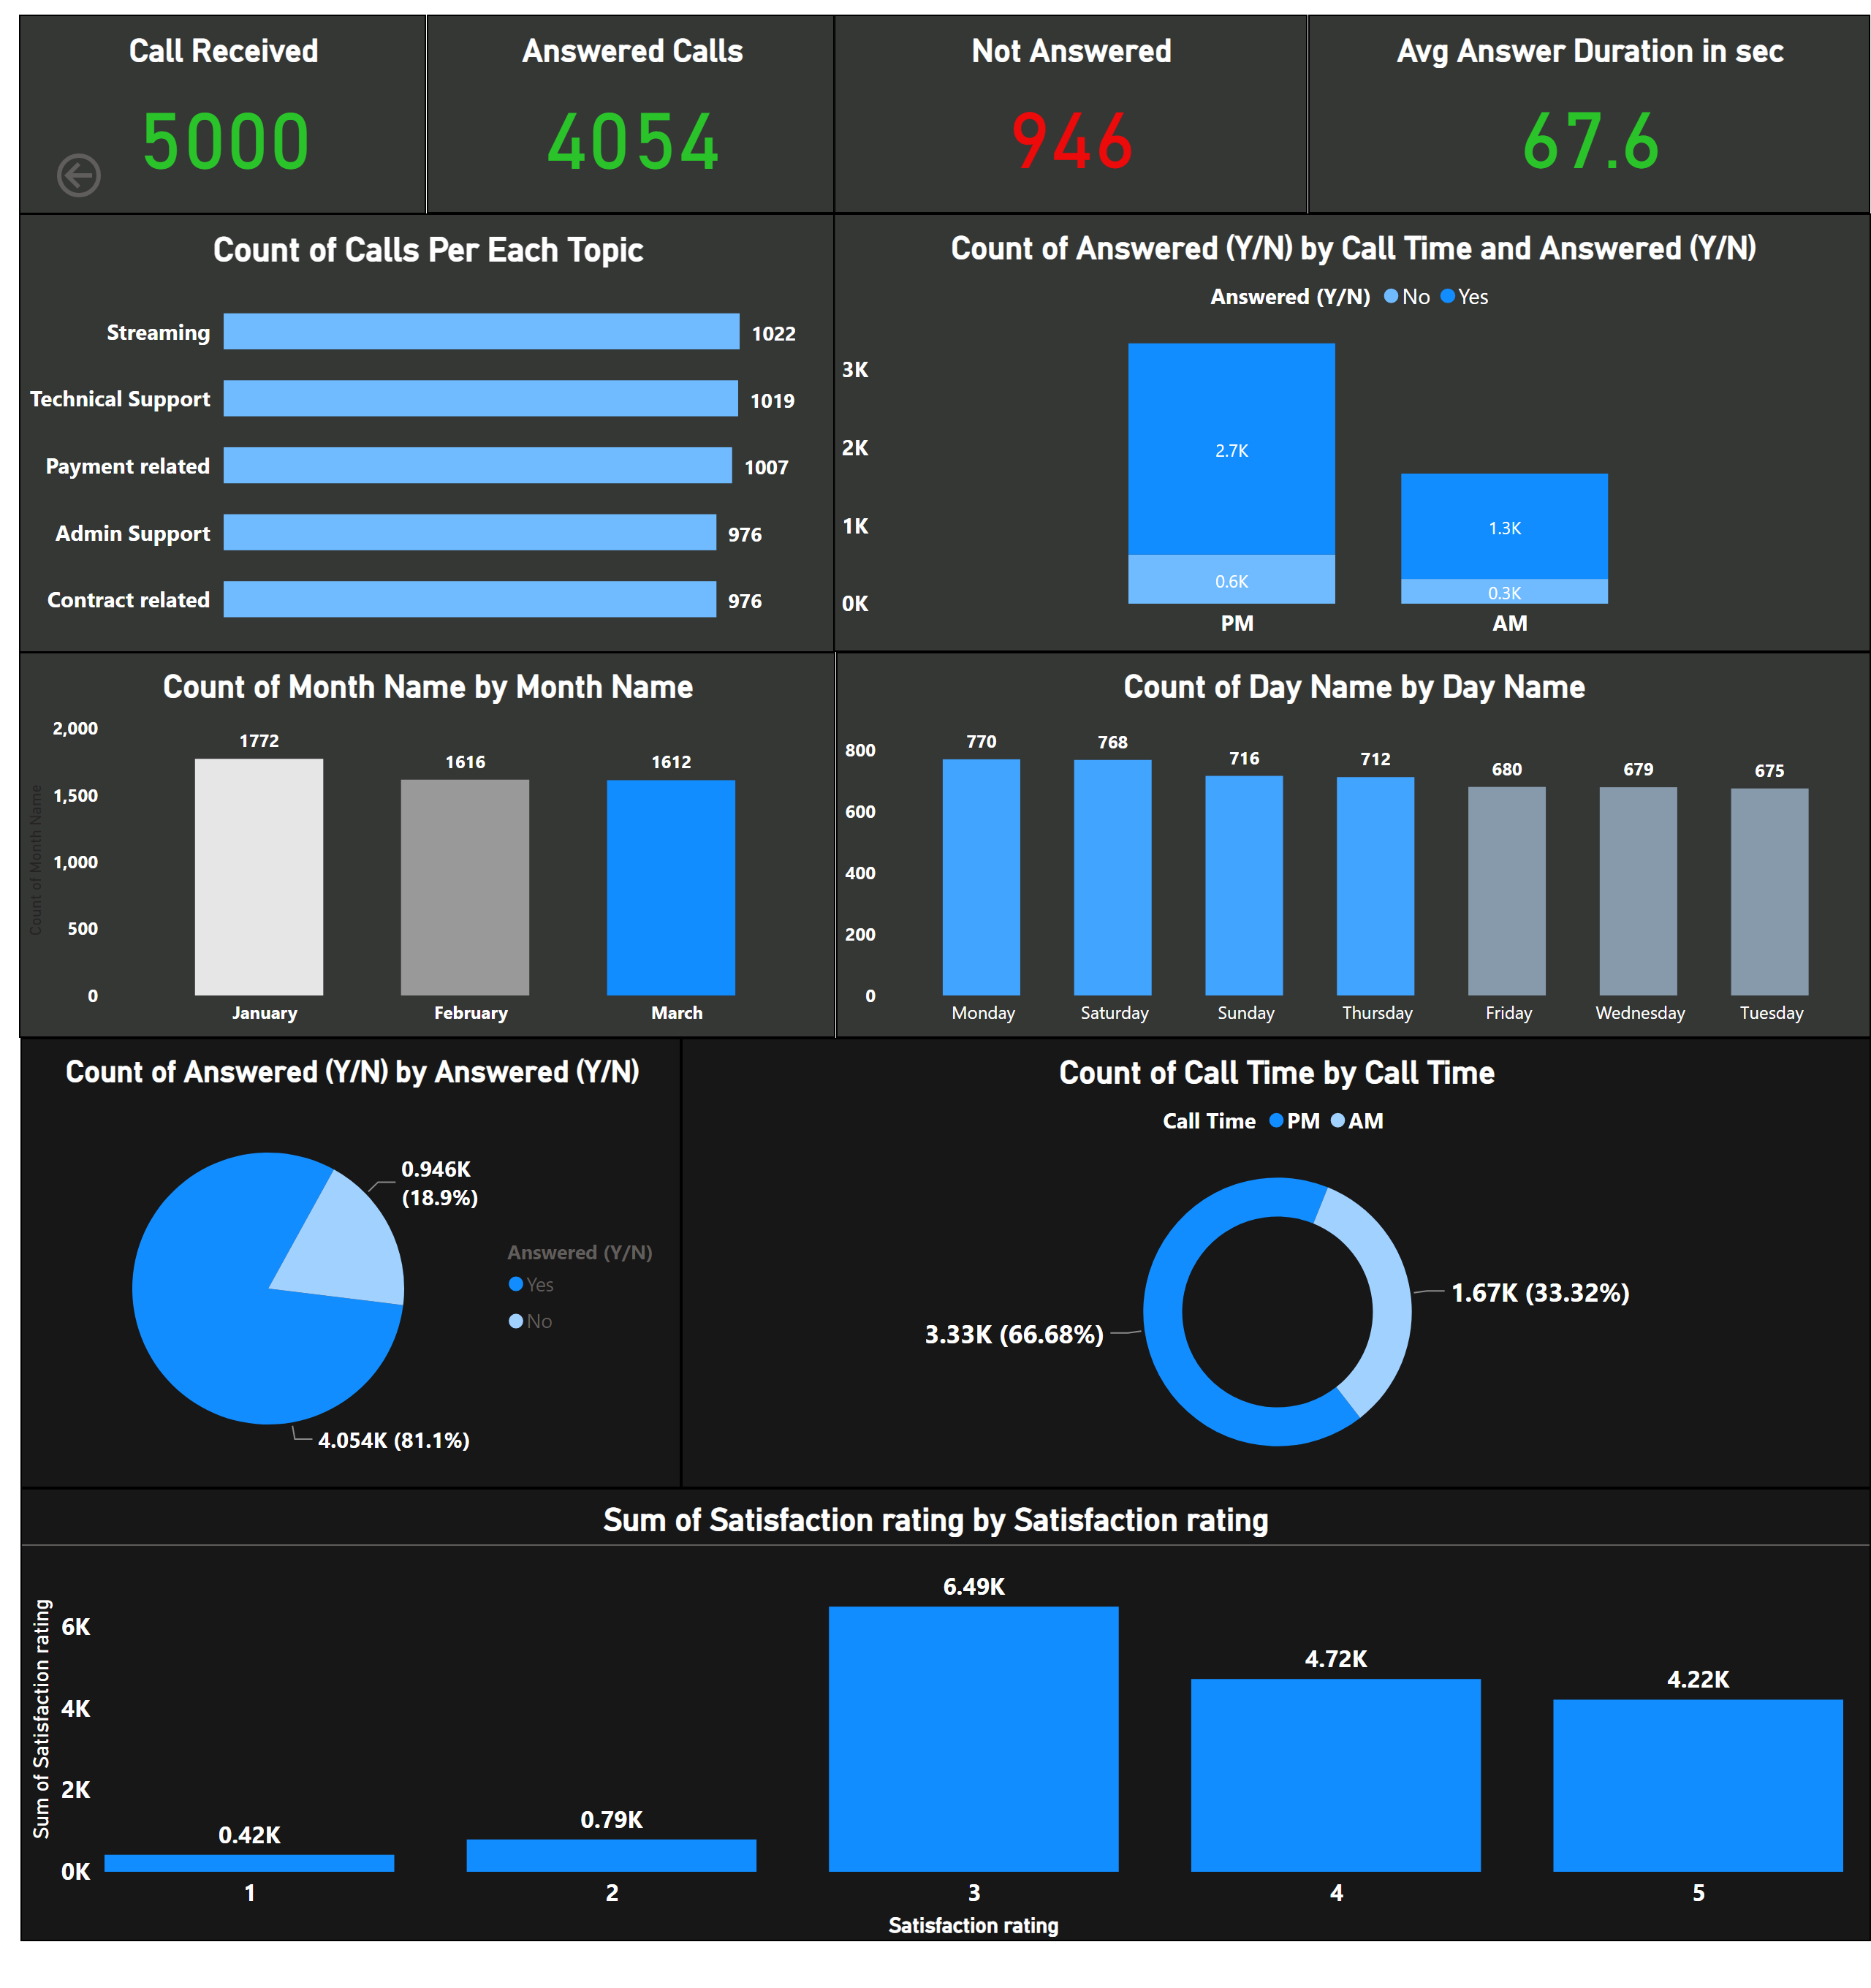 Call Received
5000
Answered Calls
4054
Not Answered
946
Avg Answer Duration in sec
67.6
Count of Calls Per Each Topic
Streaming 1022
Technical Support 1019
Payment related 1007
Admin Support 976
Contract related 976
Count of Answered (Y/N) by Call Time and Answered (Y/N)
Answered (Y/N) No Yes
3K
2K
1K
0K
2.7K
0.6K
1.3K
0.3K
PM AM
Count of Month Name by Month Name
Count of Month Name
2,000
1,500
1,000
500
0
1772 1616 1612
January February March
Count of Day Name by Day Name
800
600
400
200
0
770 768 716 712 680 679 675
Monday Saturday Sunday Thursday Friday Wednesday Tuesday
Count of Answered (Y/N) by Answered (Y/N)
0.946K
(18.9%)
Answered (Y/N)
Yes
No
4.054K (81.1%)
Count of Call Time by Call Time
Call Time PM AM
1.67K (33.32%)
3.33K (66.68%)
Sum of Satisfaction rating by Satisfaction rating
Sum of Satisfaction rating
6K
4K
2K
0K
0.42K 0.79K 6.49K 4.72K 4.22K
1 2 3 4 5
Satisfaction rating